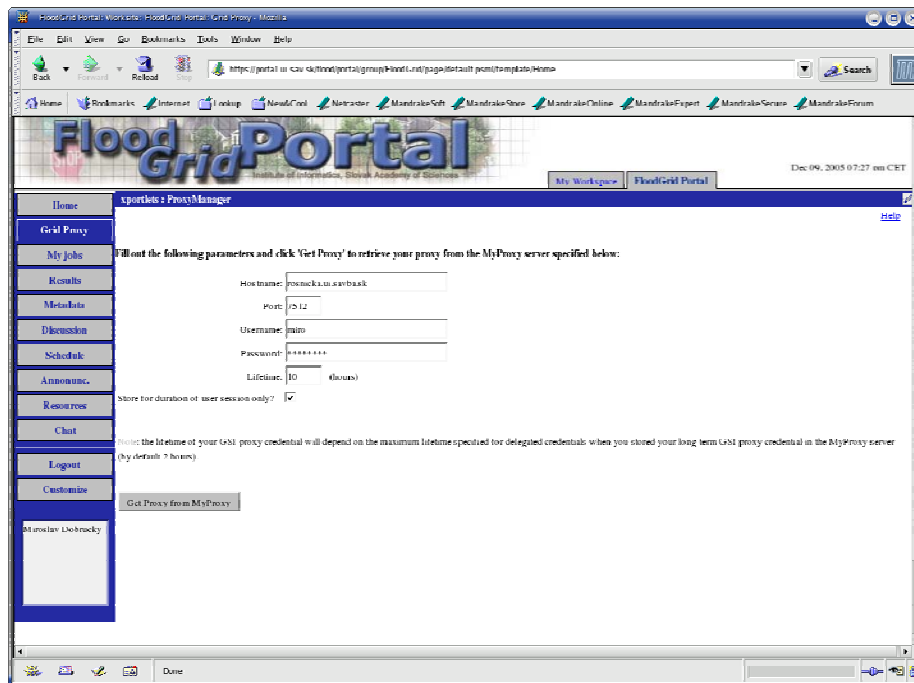 FloodGrid Portal: Worksite: FloodGrid Portal: Grid Proxy - Mozilla
File Edit View Go Bookmarks Tools Window Help
Back Forward Reload Stop
Search
Home Bookmarks Internet Lookup New&Cool Netcaster MandrakeSoft MandrakeStore MandrakeOnline MandrakeExpert MandrakeSecure MandrakeForum
Flood Grid Portal
STOP
Institute of Informatics, Slovak Academy of Sciences
My Workspace FloodGrid Portal
Dec 09, 2005 07:27 pm CET
xportlets : ProxyManager
Help
Home
Grid Proxy
My jobs
Results
Metadata
Discussion
Schedule
Announc.
Resources
Chat
Logout
Customize
Miroslav Dobrucky
Fill out the following parameters and click 'Get Proxy' to retrieve your proxy from the MyProxy server specified below:
Hostname:
Port: 7512
Username: miro
Password: ********
Lifetime: 10 (hours)
Store for duration of user session only?
Note: the lifetime of your GSI proxy credential will depend on the maximum lifetime specified for delegated credentials when you stored your long term GSI proxy credential in the MyProxy server
(by default 2 hours).
Get Proxy from MyProxy
Done